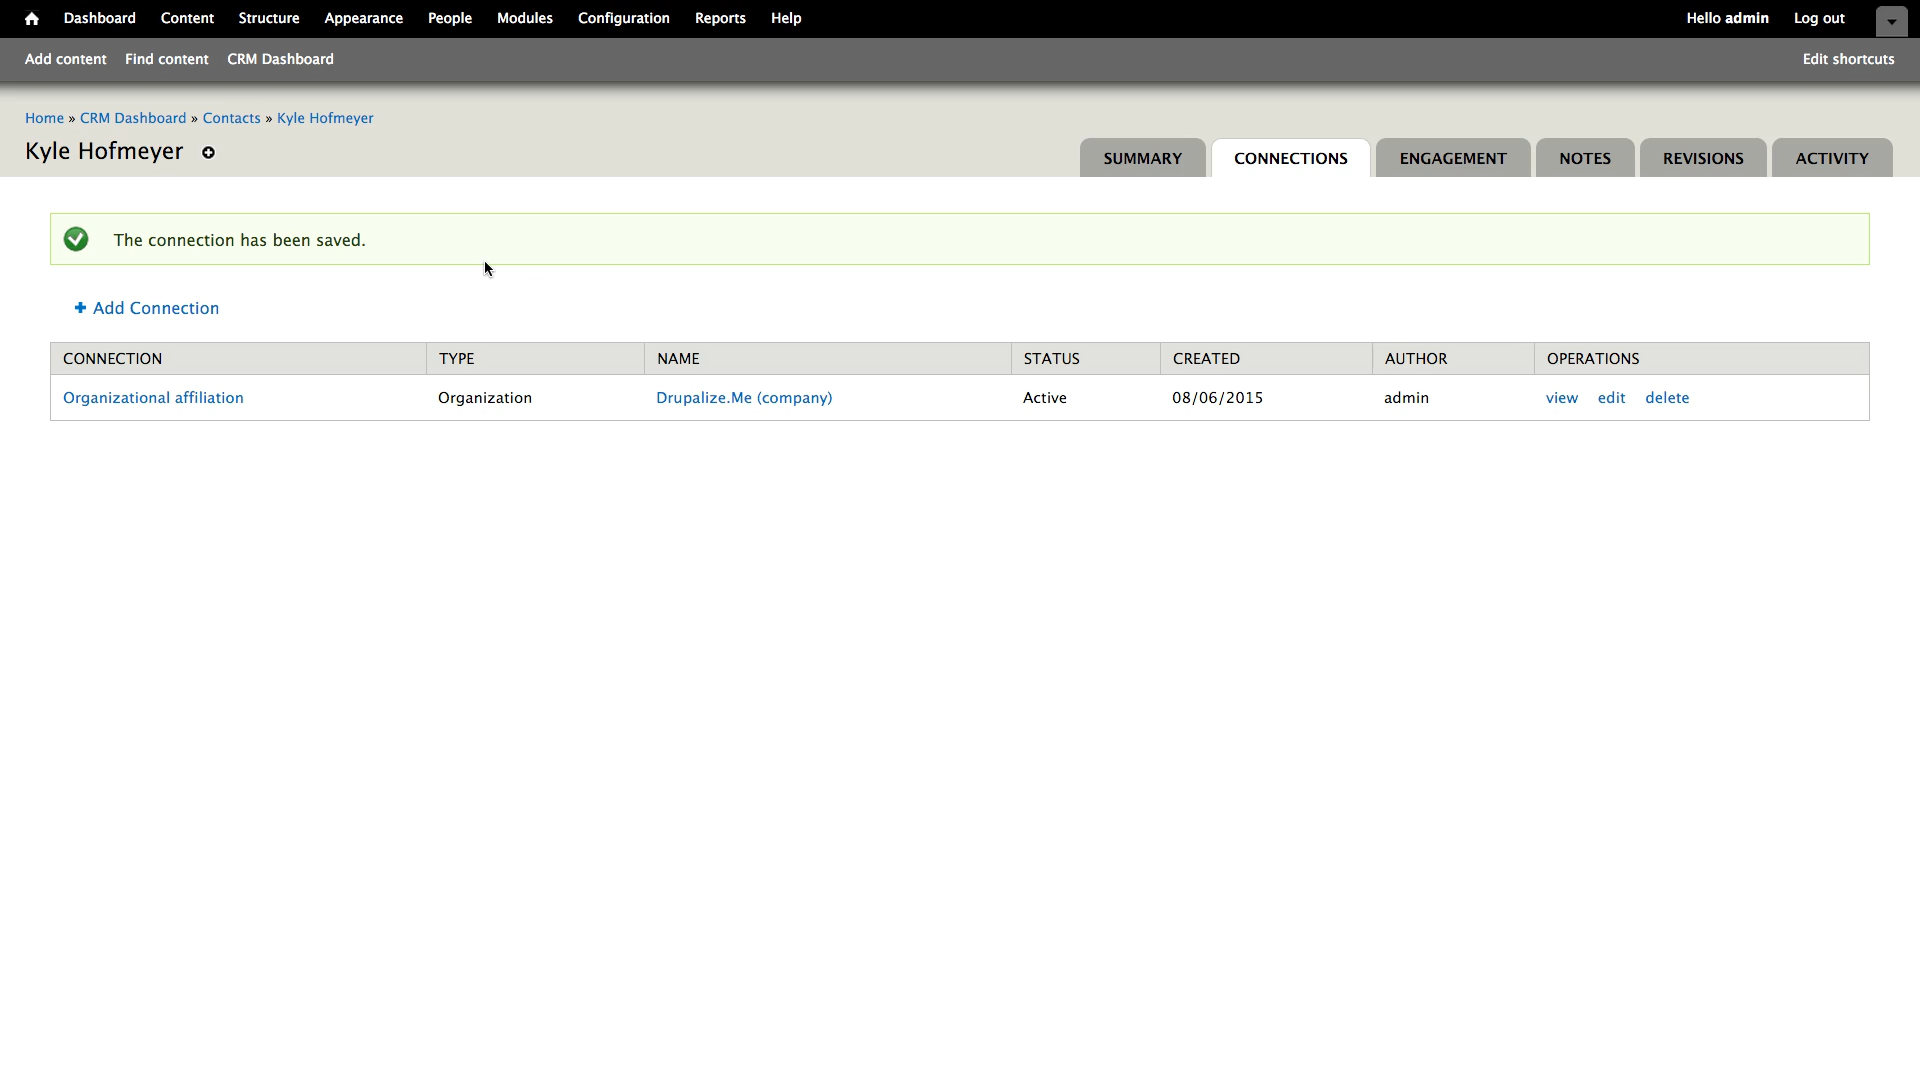 Dashboard Content Structure Appearance People Modules Configuration Reports Help Hello admin Log out
Add content Find content CRM Dashboard Edit shortcuts
Home » CRM Dashboard » Contacts » Kyle Hofmeyer
Kyle Hofmeyer
SUMMARY CONNECTIONS ENGAGEMENT NOTES REVISIONS ACTIVITY
The connection has been saved.
Add Connection
CONNECTION TYPE NAME STATUS CREATED AUTHOR OPERATIONS
Organizational affiliation Organization Drupalize.Me (company) Active 08/06/2015 admin view edit delete